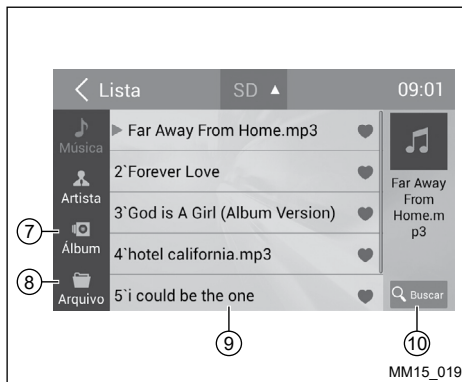 Lista
SD ▲
09:01
Música
Artista
Álbum
Arquivo
Far Away From Home.mp3
2`Forever Love
3`God is A Girl (Album Version)
4`hotel california.mp3
5`i could be the one
Far Away
From
Home.m
p3
Buscar
7
8
9
10
MM15_019